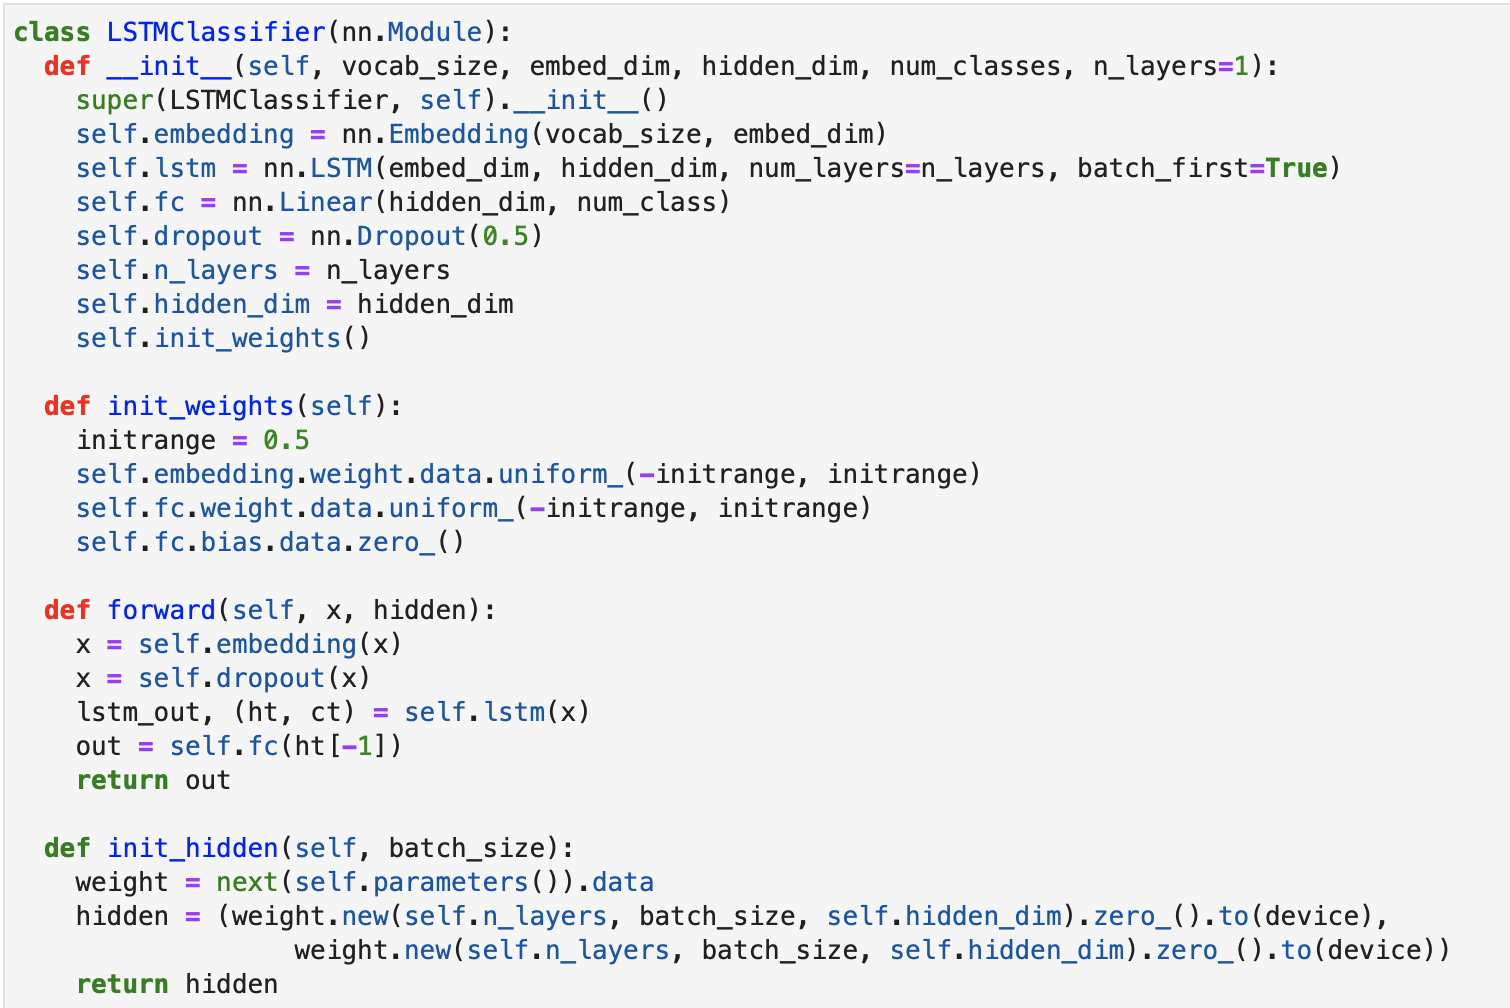 class LSTMClassifier(nn.Module):
  def __init__(self, vocab_size, embed_dim, hidden_dim, num_classes, n_layers=1):
    super(LSTMClassifier, self).__init__()
    self.embedding = nn.Embedding(vocab_size, embed_dim)
    self.lstm = nn.LSTM(embed_dim, hidden_dim, num_layers=n_layers, batch_first=True)
    self.fc = nn.Linear(hidden_dim, num_class)
    self.dropout = nn.Dropout(0.5)
    self.n_layers = n_layers
    self.hidden_dim = hidden_dim
    self.init_weights()

  def init_weights(self):
    initrange = 0.5
    self.embedding.weight.data.uniform_(-initrange, initrange)
    self.fc.weight.data.uniform_(-initrange, initrange)
    self.fc.bias.data.zero_()

  def forward(self, x, hidden):
    x = self.embedding(x)
    x = self.dropout(x)
    lstm_out, (ht, ct) = self.lstm(x)
    out = self.fc(ht[-1])
    return out

  def init_hidden(self, batch_size):
    weight = next(self.parameters()).data
    hidden = (weight.new(self.n_layers, batch_size, self.hidden_dim).zero_().to(device),
                  weight.new(self.n_layers, batch_size, self.hidden_dim).zero_().to(device))
    return hidden